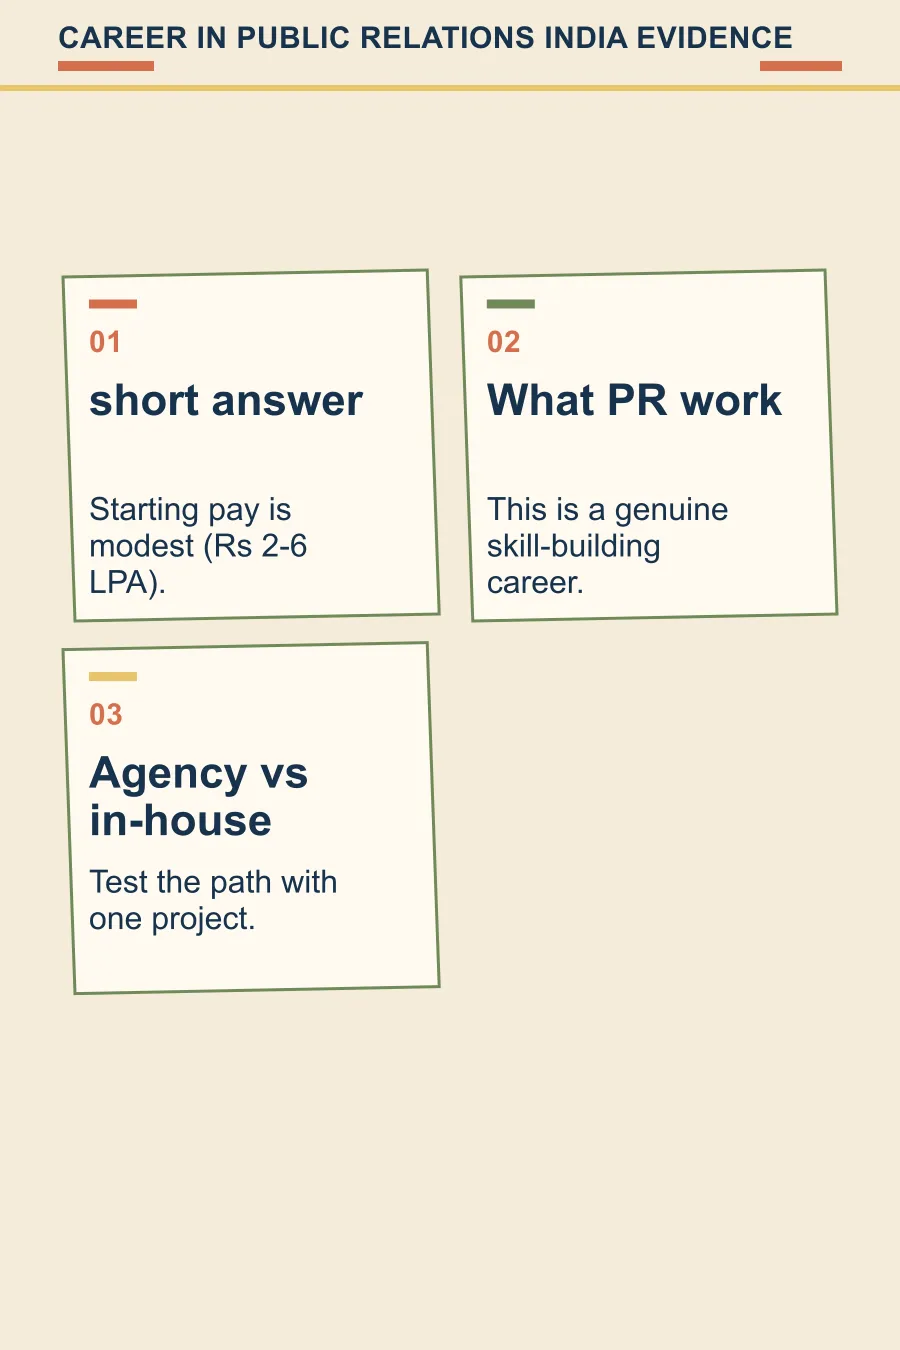 CAREER IN PUBLIC RELATIONS INDIA EVIDENCE
01
short answer
Starting pay is
modest (Rs 2-6
LPA).
02
What PR work
This is a genuine
skill-building
career.
03
Agency vs
in-house
Test the path with
one project.